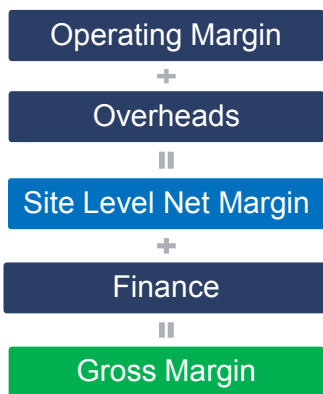 Operating Margin
+
Overheads
=
Site Level Net Margin
+
Finance
=
Gross Margin